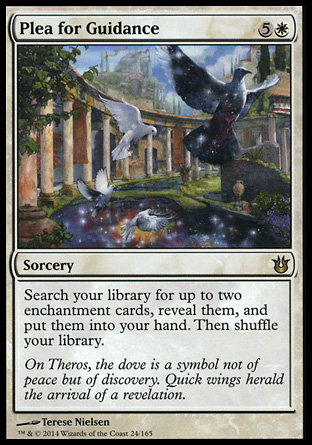 Plea for Guidance 5
Sorcery
Search your library for up to two
enchantment cards, reveal them, and
put them into your hand. Then shuffle
your library.
On Theros, the dove is a symbol not of
peace but of discovery. Quick wings herald
the arrival of a revelation.
Terese Nielsen
™ & © 2014 Wizards of the Coast 24/165